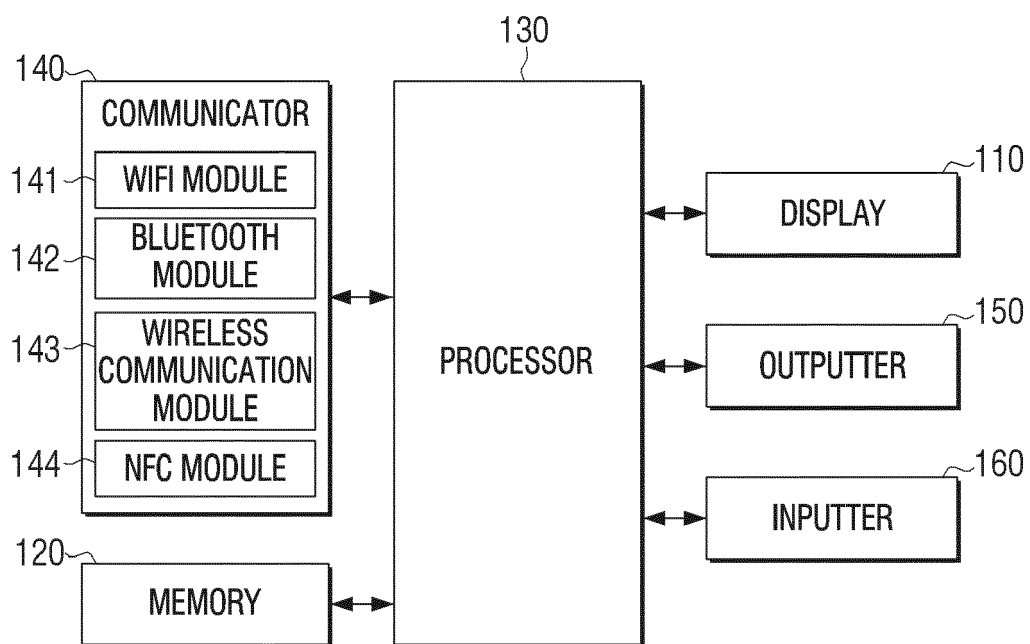 130
140
COMMUNICATOR
141
WIFI MODULE
142
BLUETOOTH
MODULE
143
WIRELESS
COMMUNICATION
MODULE
144
NFC MODULE
120
MEMORY
PROCESSOR
110
DISPLAY
150
OUTPUTTER
160
INPUTTER